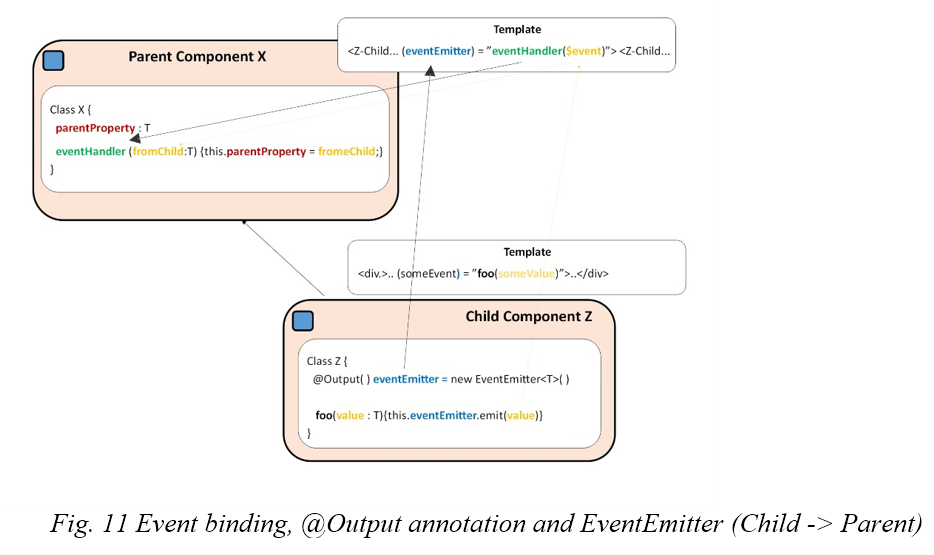 Template
<Z-Child... (eventEmitter) = ”eventHandler($event)”> <Z-Child...
Parent Component X
Class X {
parentProperty : T
eventHandler (fromChild:T) {this.parentProperty = fromeChild;}
}
Template
<div.>.. (someEvent) = ”foo(someValue)”>..</div>
Child Component Z
Class Z {
@Output( ) eventEmitter = new EventEmitter<T>( )
foo(value : T){this.eventEmitter.emit(value)}
}
Fig. 11 Event binding, @Output annotation and EventEmitter (Child -> Parent)